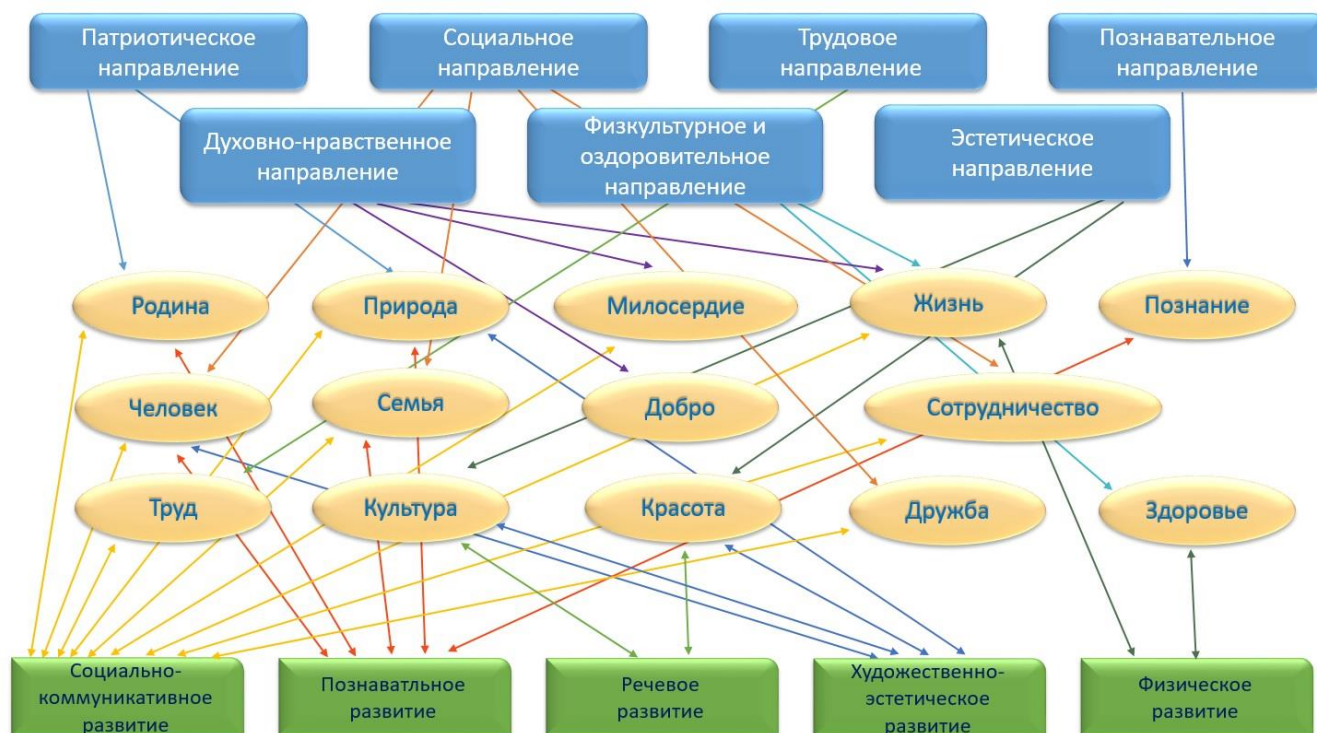 Патриотическое
направление
Социальное
направление
Трудовое
направление
Познавательное
направление
Духовно-нравственное
направление
Физкультурное и
оздоровительное
направление
Эстетическое
направление
Родина
Природа
Милосердие
Жизнь
Познание
Человек
Семья
Добро
Сотрудничество
Труд
Культура
Красота
Дружба
Здоровье
Социально-
коммуникативное
развитие
Познаватльное
развитие
Речевое
развитие
Художественно-
эстетическое
развитие
Физическое
развитие